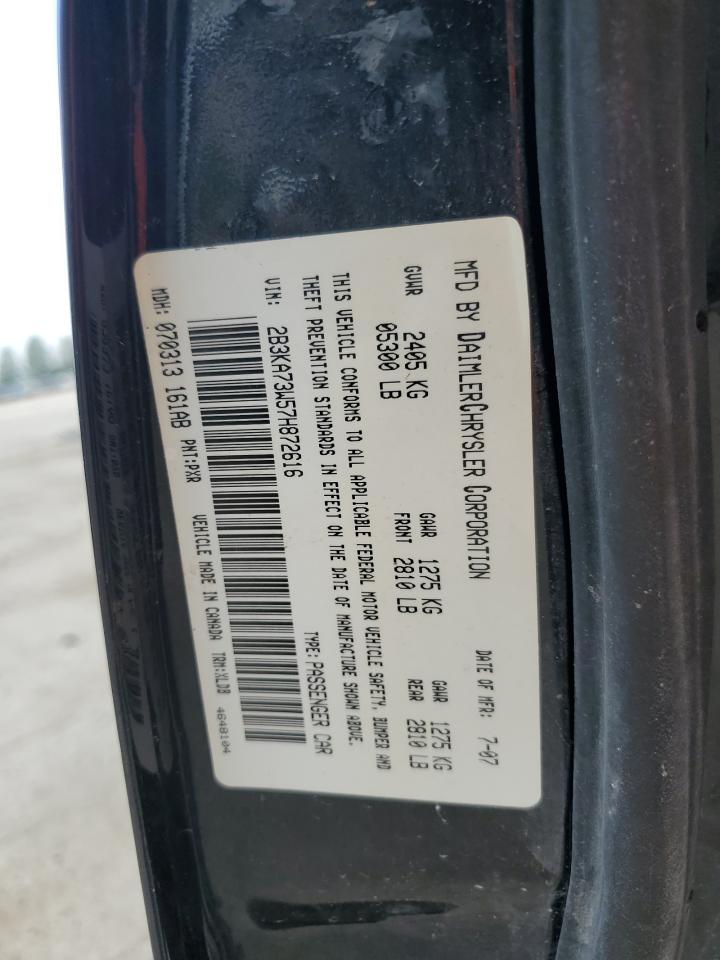 MFD BY DAIMLERCHRYSLER CORPORATION DATE OF MFR: 7-07
GVWR 2405 KG GAWR 1275 KG GAWR 1275 KG
05300 LB FRONT 2810 LB REAR 2810 LB
THIS VEHICLE CONFORMS TO ALL APPLICABLE FEDERAL MOTOR VEHICLE SAFETY, BUMPER AND
THEFT PREVENTION STANDARDS IN EFFECT ON THE DATE OF MANUFACTURE SHOWN ABOVE.
VIN: 2B3KA73W57H872616 TYPE: PASSENGER CAR
MDH: 070313 161AB PNT:PXR VEHICLE MADE IN CANADA TRM:XLDB 4648104